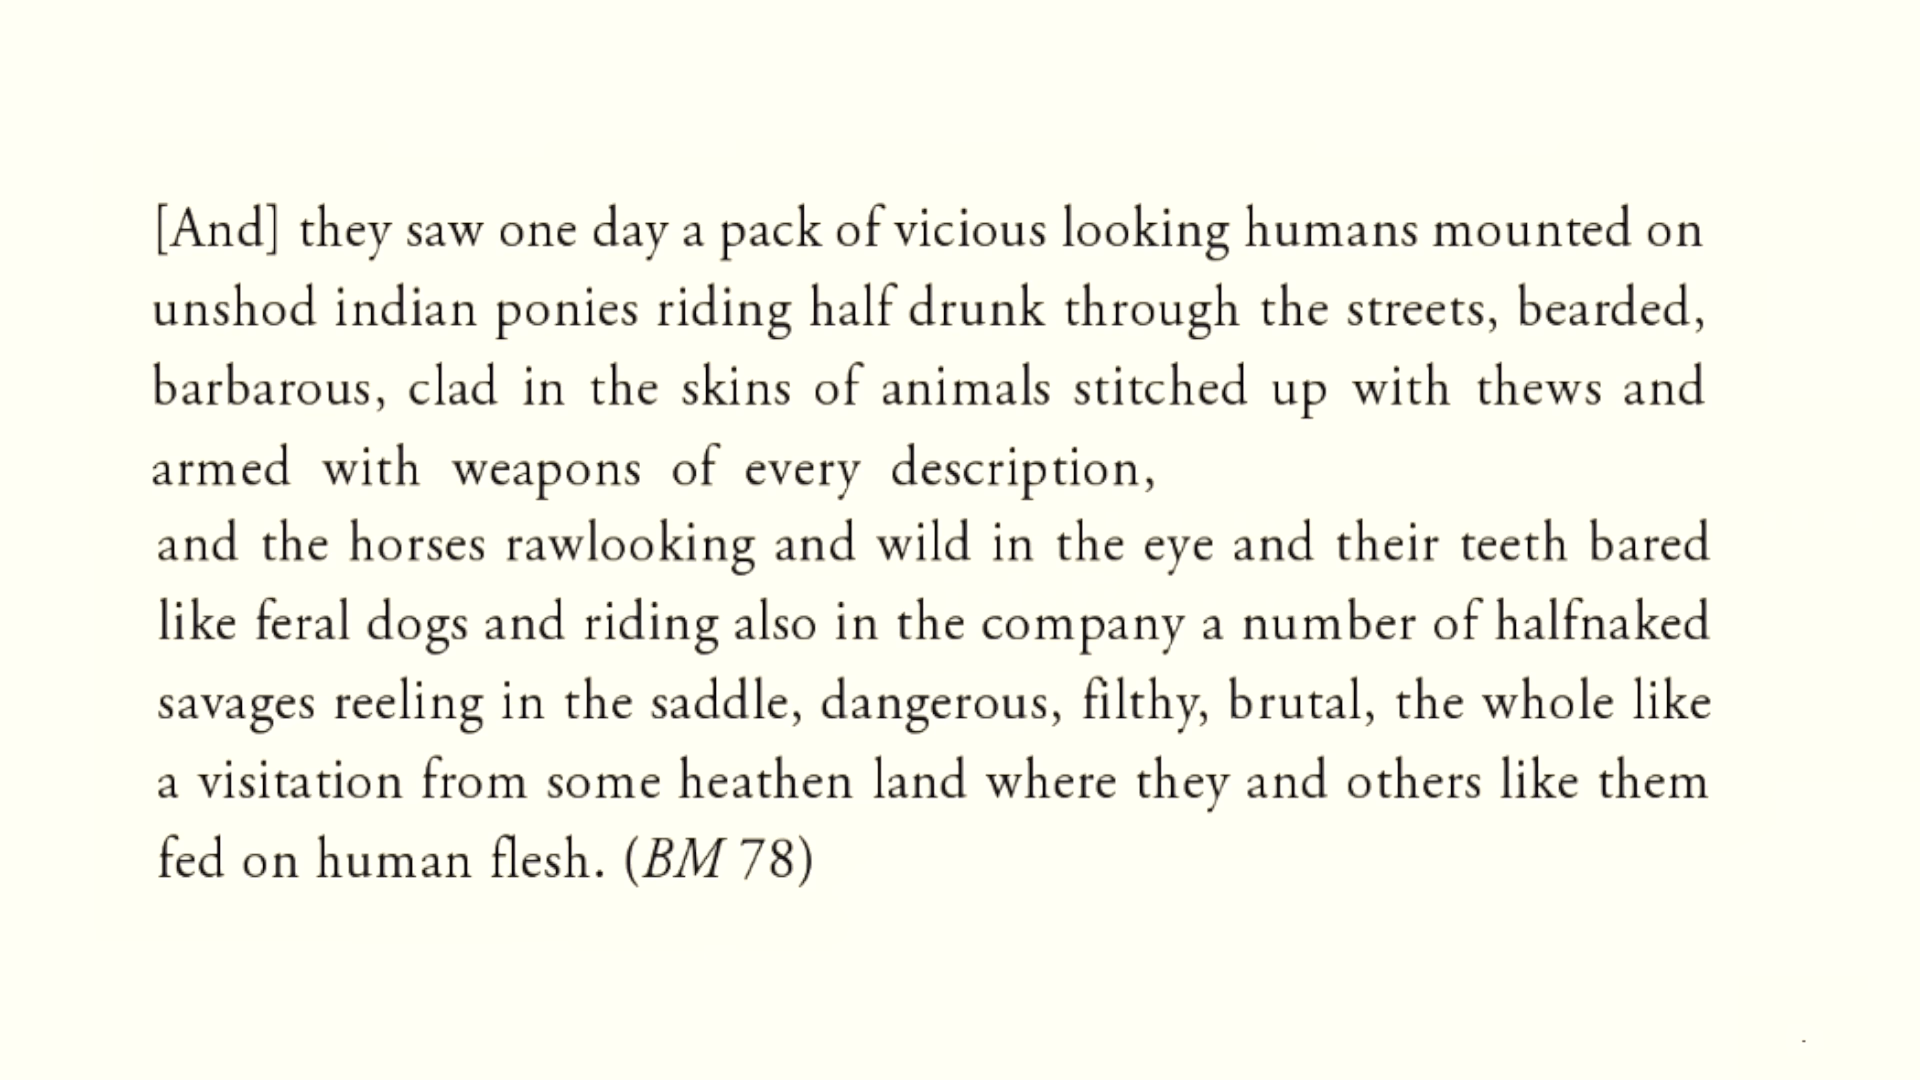 [And] they saw one day a pack of vicious looking humans mounted on
unshod indian ponies riding half drunk through the streets, bearded,
barbarous, clad in the skins of animals stitched up with thews and
armed with weapons of every description,
and the horses rawlooking and wild in the eye and their teeth bared
like feral dogs and riding also in the company a number of halfnaked
savages reeling in the saddle, dangerous, filthy, brutal, the whole like
a visitation from some heathen land where they and others like them
fed on human flesh. (BM 78)